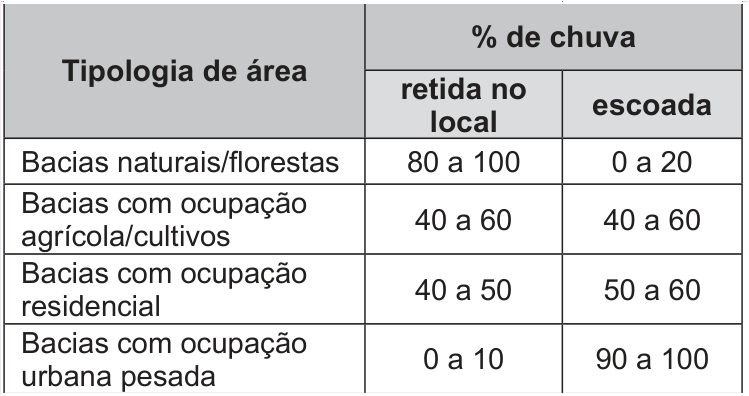 Tipologia de área
% de chuva
retida no
local
escoada
Bacias naturais/florestas
80 a 100
0 a 20
Bacias com ocupação
agrícola/cultivos
40 a 60
40 a 60
Bacias com ocupação
residencial
40 a 50
50 a 60
Bacias com ocupação
urbana pesada
0 a 10
90 a 100